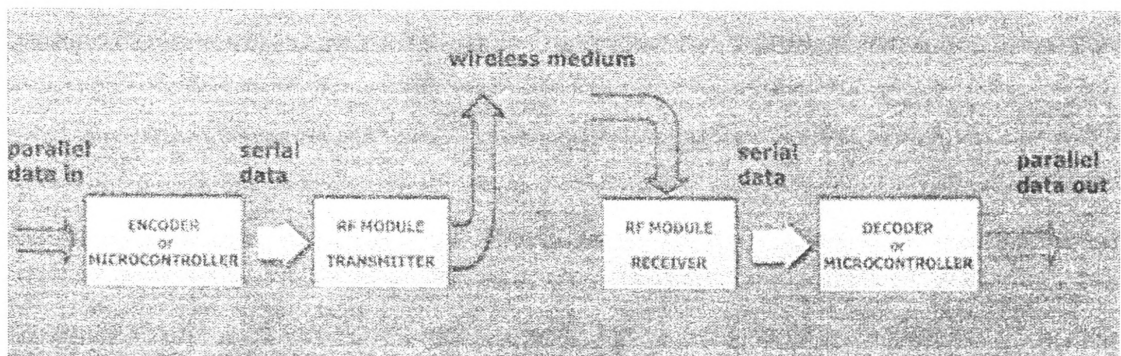 wireless medium
parallel
data in
serial
data
serial
data
parallel
data out
ENCODER
or
MICROCONTROLLER
RF MODULE
TRANSMITTER
RF MODULE
RECEIVER
DECODER
or
MICROCONTROLLER